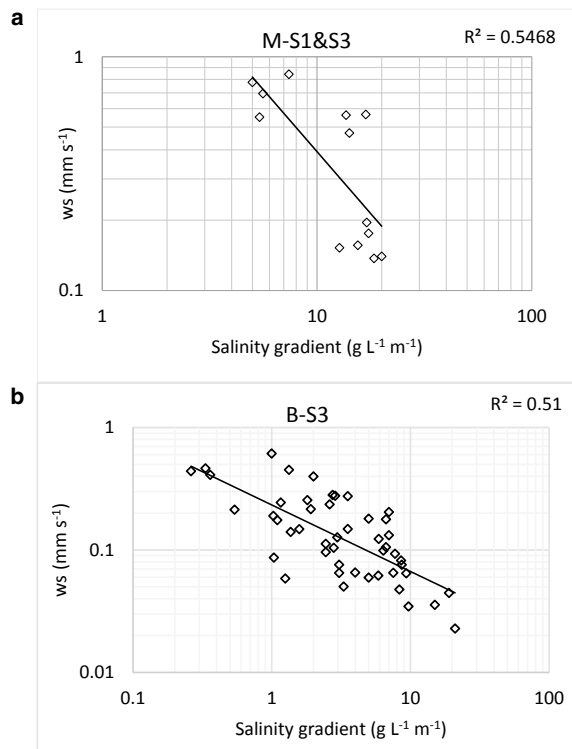 a
M-S1&S3
R² = 0.5468
1
ws (mm s⁻¹)
0.1
1
10
100
Salinity gradient (g L⁻¹ m⁻¹)
b
B-S3
R² = 0.51
1
ws (mm s⁻¹)
0.1
0.01
0.1
1
10
100
Salinity gradient (g L⁻¹ m⁻¹)